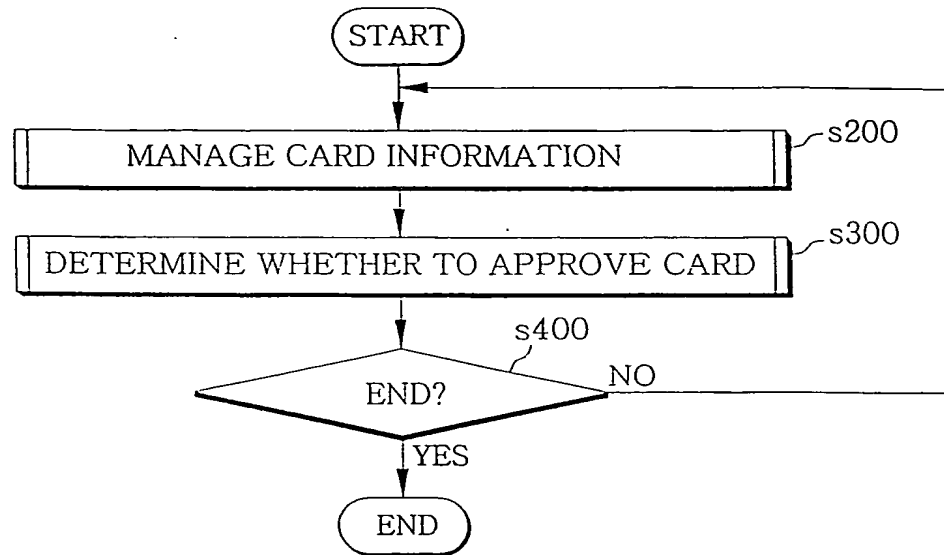 START
MANAGE CARD INFORMATION
s200
DETERMINE WHETHER TO APPROVE CARD
s300
s400
END?
NO
YES
END